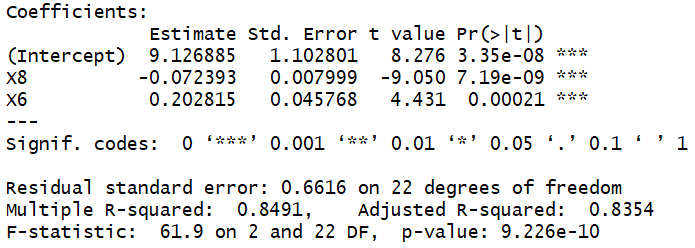 Coefficients:
Estimate Std. Error t value Pr(>|t|)
(Intercept) 9.126885 1.102801 8.276 3.35e-08 ***
X8 -0.072393 0.007999 -9.050 7.19e-09 ***
X6 0.202815 0.045768 4.431 0.00021 ***
---
Signif. codes: 0 ‘***’ 0.001 ‘**’ 0.01 ‘*’ 0.05 ‘.’ 0.1 ‘ ’ 1
Residual standard error: 0.6616 on 22 degrees of freedom
Multiple R-squared: 0.8491, Adjusted R-squared: 0.8354
F-statistic: 61.9 on 2 and 22 DF, p-value: 9.226e-10